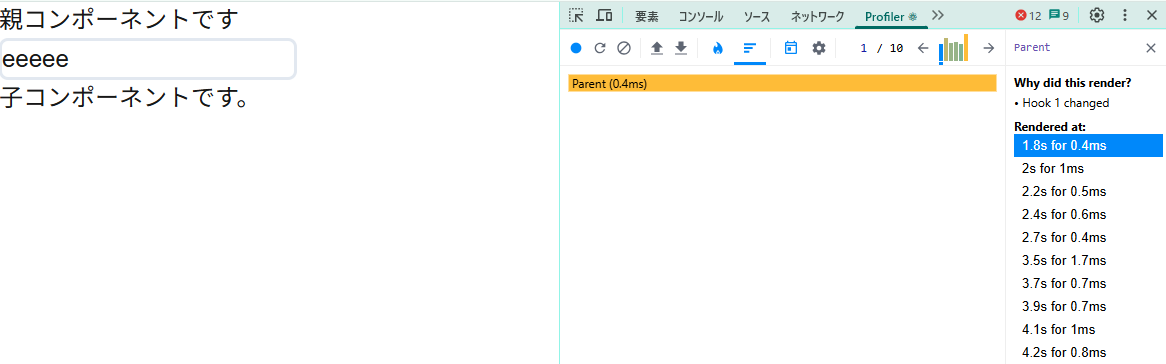 親コンポーネントです
eeeee
子コンポーネントです。
要素 コンソール ソース ネットワーク Profiler 12 9
1 / 10
Parent
Parent (0.4ms)
Why did this render?
• Hook 1 changed
Rendered at:
1.8s for 0.4ms
2s for 1ms
2.2s for 0.5ms
2.4s for 0.6ms
2.7s for 0.4ms
3.5s for 1.7ms
3.7s for 0.7ms
3.9s for 0.7ms
4.1s for 1ms
4.2s for 0.8ms